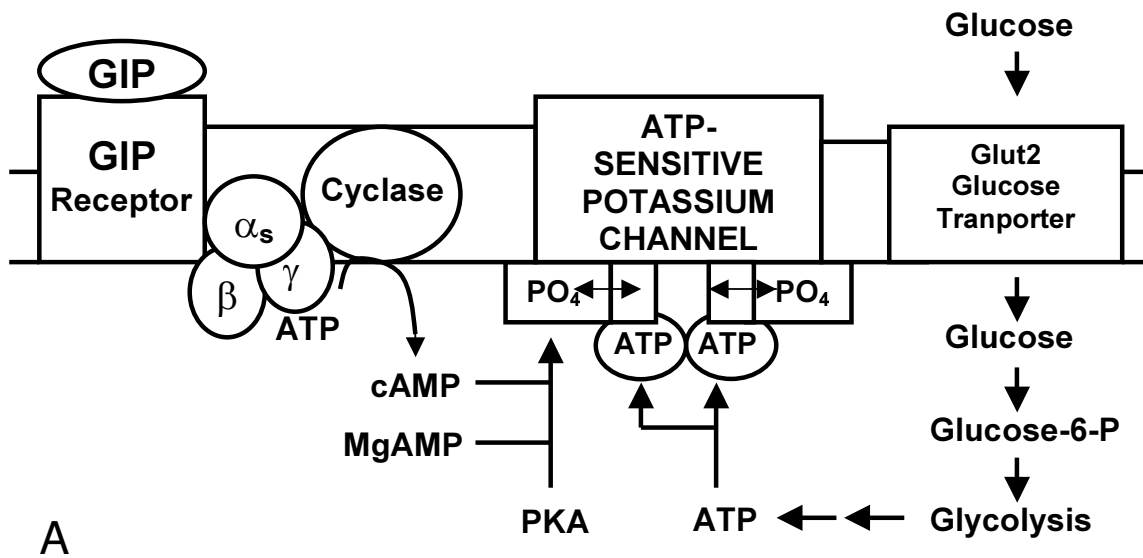 Glucose
GIP
GIP
Receptor
αs
β
γ
ATP
Cyclase
cAMP
MgAMP
PKA
ATP-
SENSITIVE
POTASSIUM
CHANNEL
PO4
PO4
ATP
ATP
ATP
Glut2
Glucose
Tranporter
Glucose
Glucose-6-P
Glycolysis
A